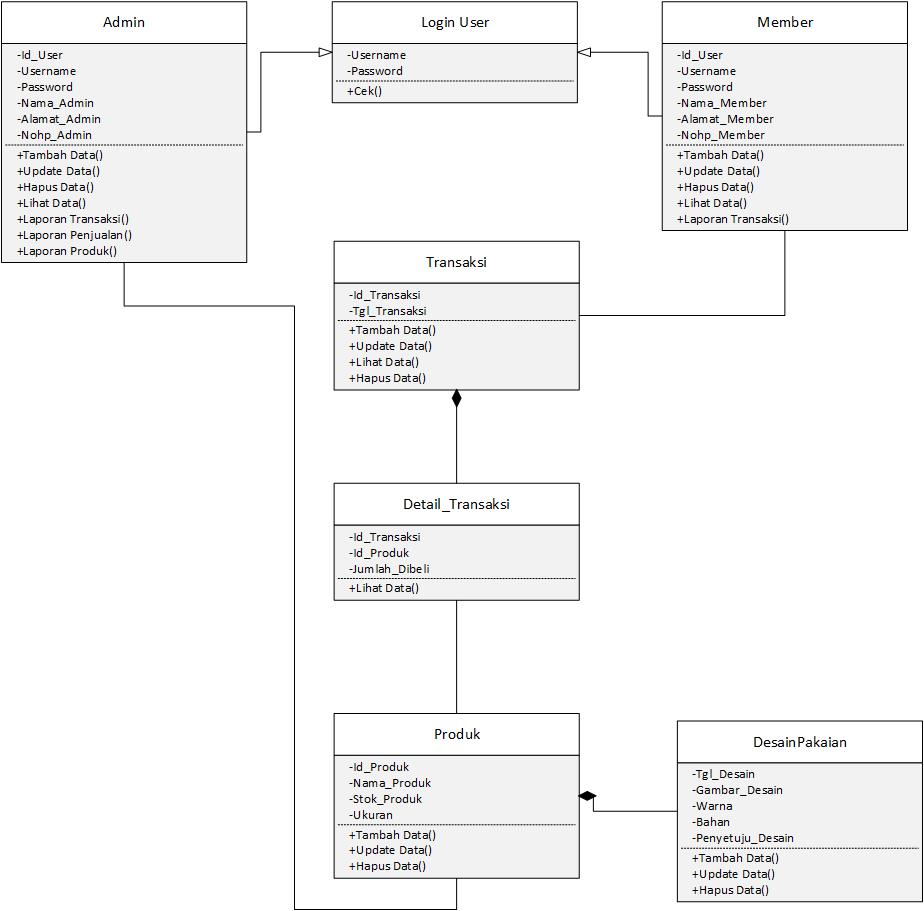 Admin
-Id_User
-Username
-Password
-Nama_Admin
-Alamat_Admin
-Nohp_Admin
+Tambah Data()
+Update Data()
+Hapus Data()
+Lihat Data()
+Laporan Transaksi()
+Laporan Penjualan()
+Laporan Produk()
Login User
-Username
-Password
+Cek()
Member
-Id_User
-Username
-Password
-Nama_Member
-Alamat_Member
-Nohp_Member
+Tambah Data()
+Update Data()
+Hapus Data()
+Lihat Data()
+Laporan Transaksi()
Transaksi
-Id_Transaksi
-Tgl_Transaksi
+Tambah Data()
+Update Data()
+Lihat Data()
+Hapus Data()
Detail_Transaksi
-Id_Transaksi
-Id_Produk
-Jumlah_Dibeli
+Lihat Data()
Produk
-Id_Produk
-Nama_Produk
-Stok_Produk
-Ukuran
+Tambah Data()
+Update Data()
+Hapus Data()
DesainPakaian
-Tgl_Desain
-Gambar_Desain
-Warna
-Bahan
-Penyetuju_Desain
+Tambah Data()
+Update Data()
+Hapus Data()